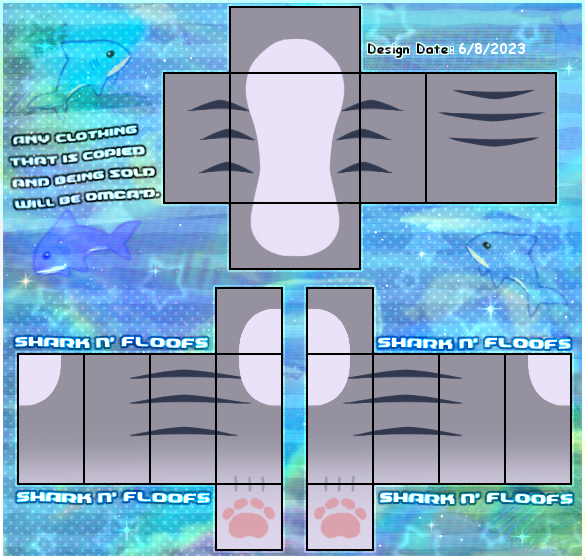 Design Date: 6/8/2023
ANY CLOTHING
THAT IS COPIED
AND BEING SOLD
WILL BE DMCA'D.
SHARK N' FLOOFS
SHARK N' FLOOFS
SHARK N' FLOOFS
SHARK N' FLOOFS